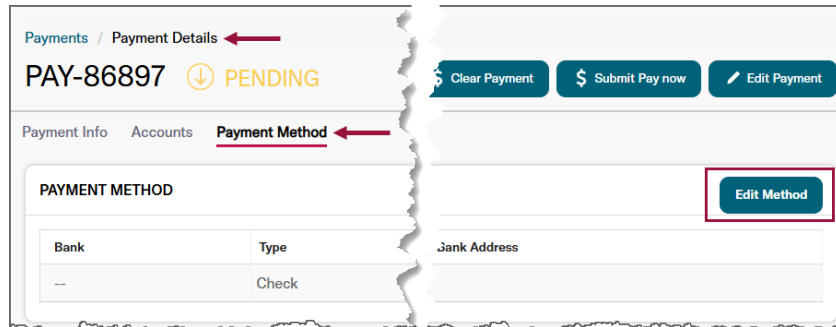 Payments / Payment Details
PAY-86897 PENDING
$ Clear Payment $ Submit Pay now Edit Payment
Payment Info Accounts Payment Method
PAYMENT METHOD Edit Method
Bank Type Bank Address
-- Check